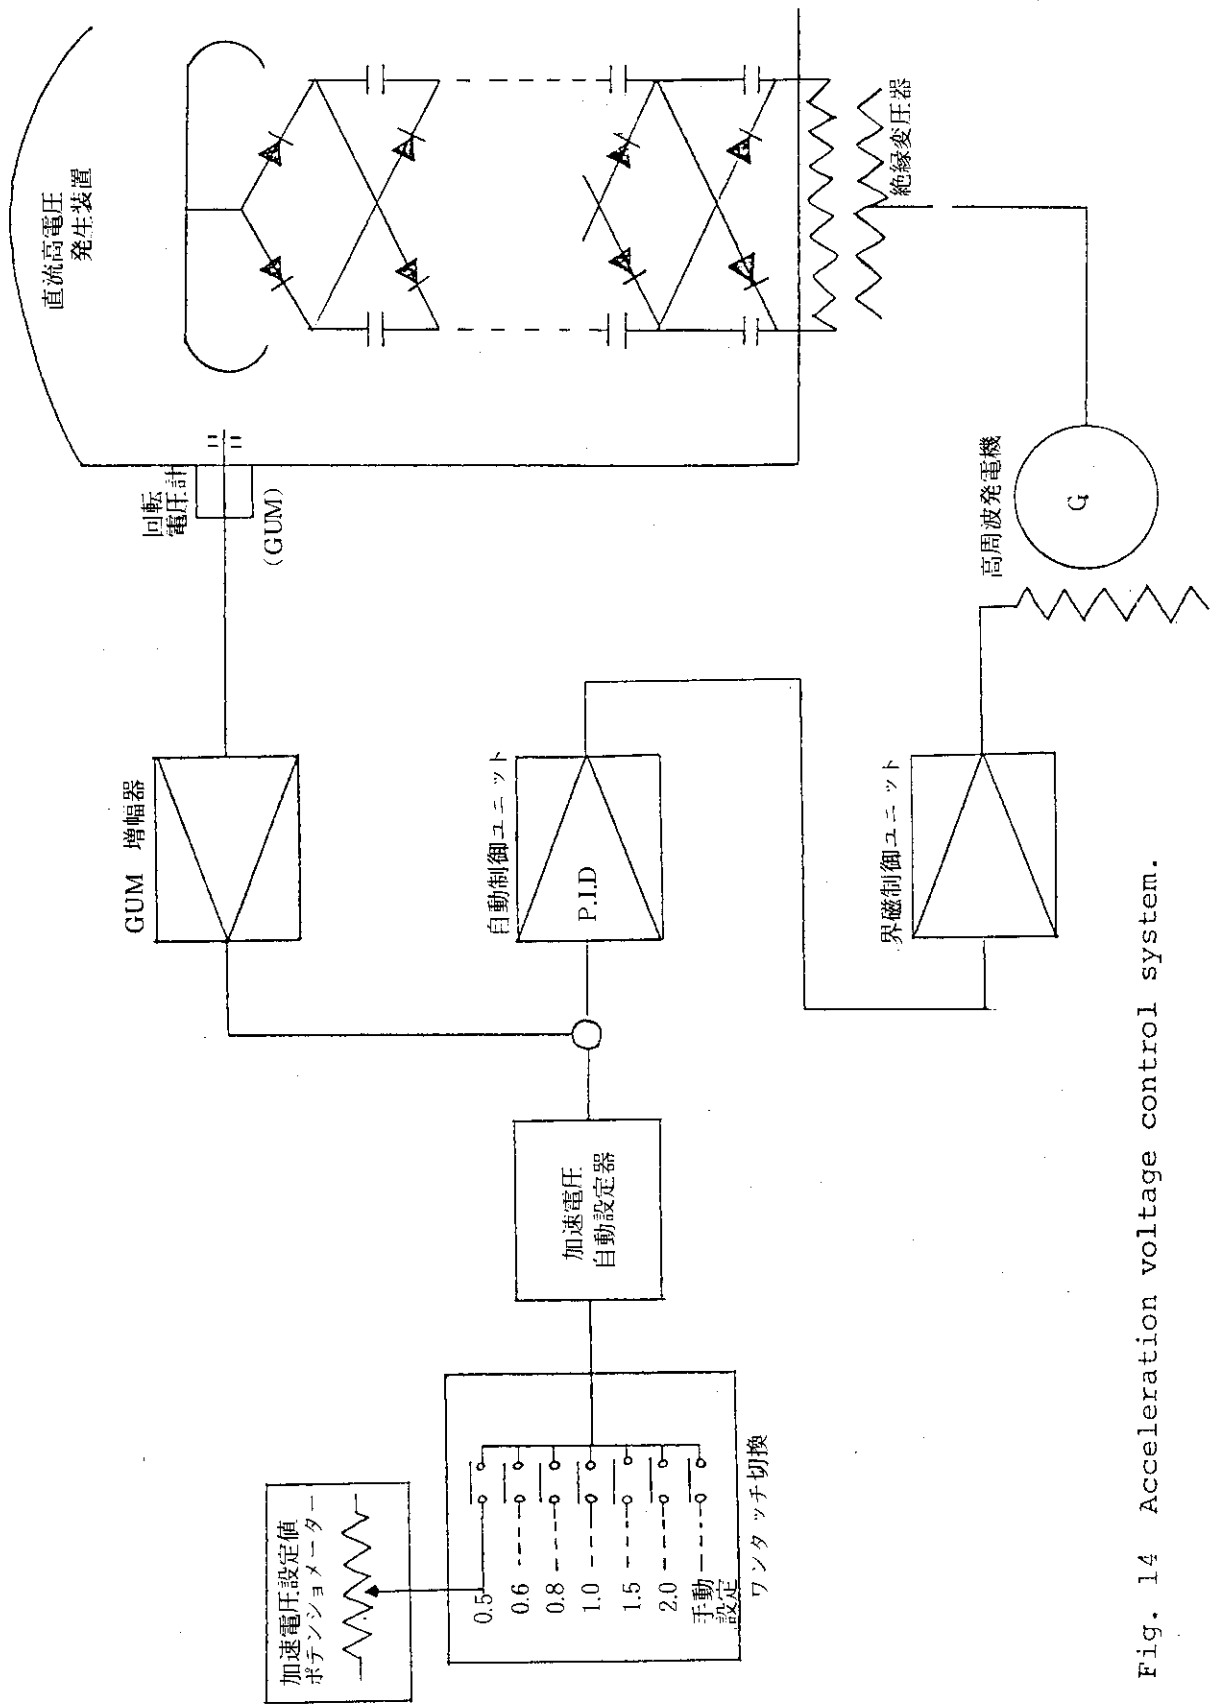 直流高電圧
発生装置
回転
電圧計
(GUM)
絶縁変圧器
高周波発電機
G
GUM 増幅器
自動制御ユニット
P.I.D
界磁制御ユニット
加速電圧
自動設定器
加速電圧設定値
ポテンショメーター
0.5
0.6
0.8
1.0
1.5
2.0
手動
設定
ワンタッチ切換
Fig. 14 Acceleration voltage control system.